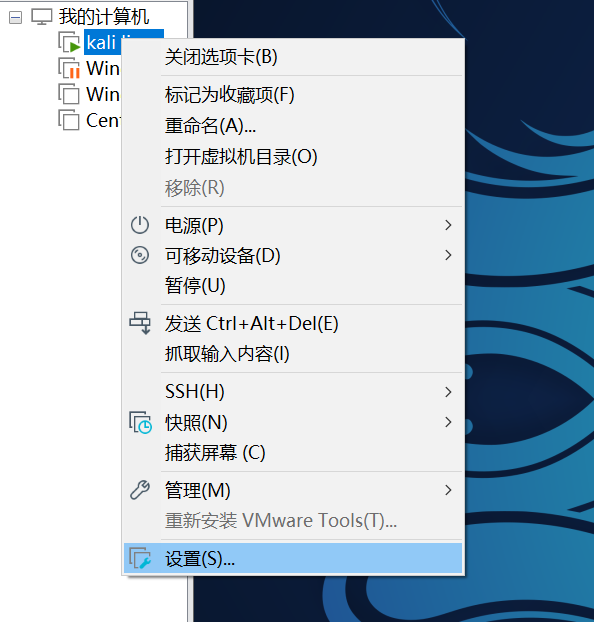 我的计算机
kali
Win
Win
Cent
关闭选项卡(B)
标记为收藏项(F)
重命名(A)...
打开虚拟机目录(O)
移除(R)
电源(P)
可移动设备(D)
暂停(U)
发送 Ctrl+Alt+Del(E)
抓取输入内容(I)
SSH(H)
快照(N)
捕获屏幕 (C)
管理(M)
重新安装 VMware Tools(T)...
设置(S)...